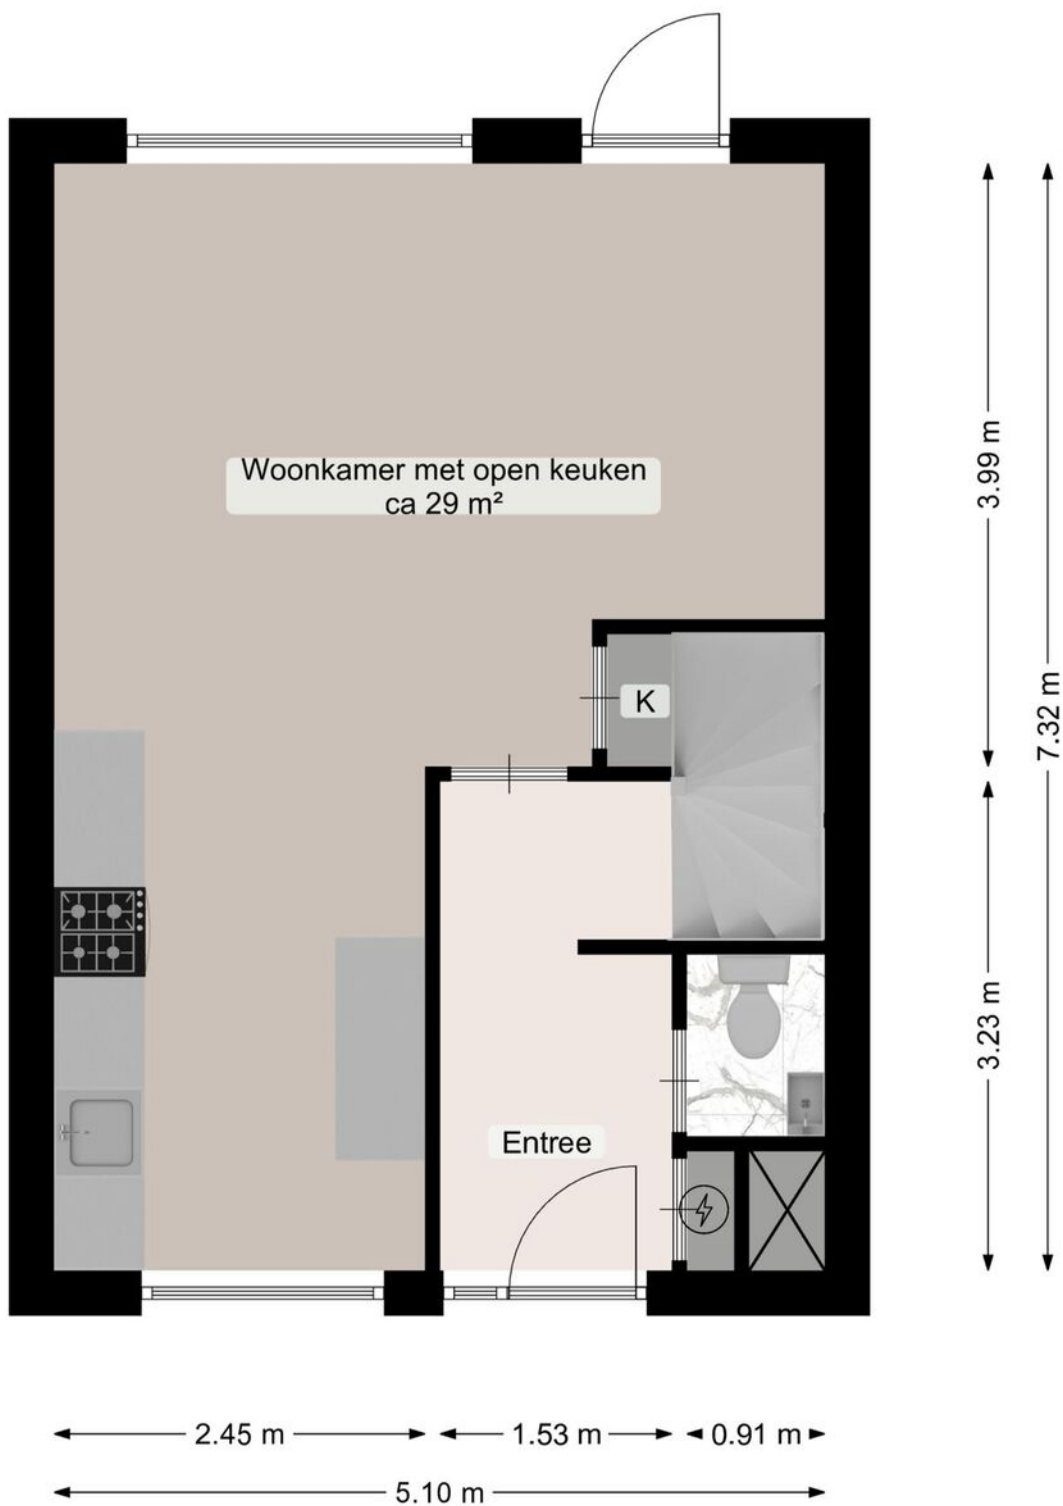 Woonkamer met open keuken
ca 29 m²
K
Entree
3.99 m
7.32 m
3.23 m
2.45 m
1.53 m
0.91 m
5.10 m